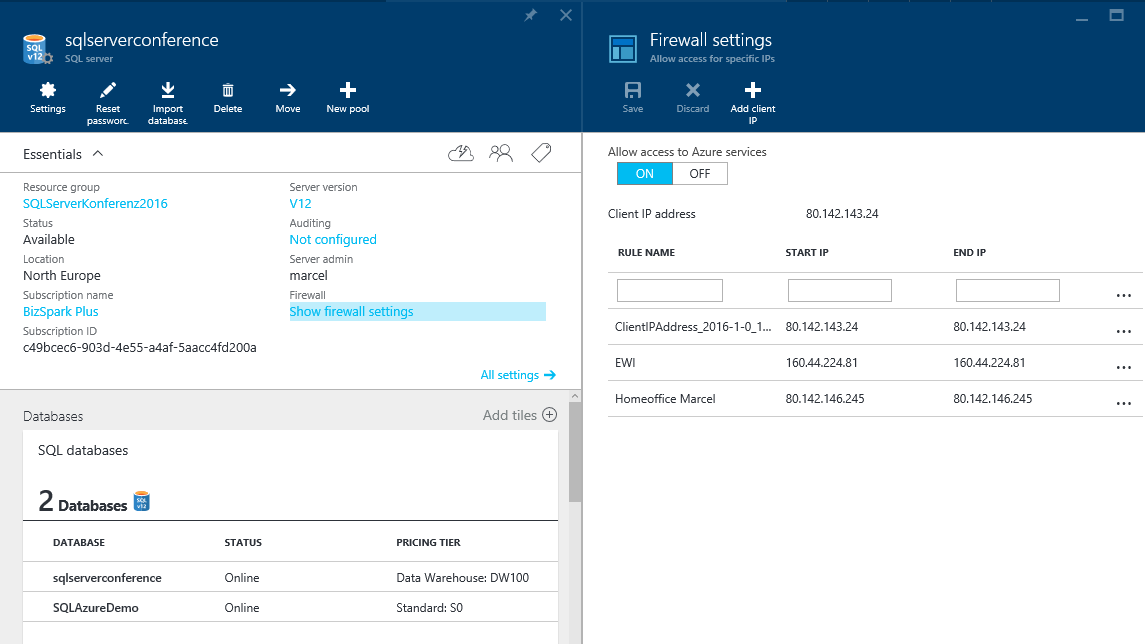 sqlserverconference
SQL server
Settings
Reset password
Import database
Delete
Move
New pool
Essentials
Resource group
SQLServerKonferenz2016
Status
Available
Location
North Europe
Subscription name
BizSpark Plus
Subscription ID
c49bcec6-903d-4e55-a4af-5aacc4fd200a
Server version
V12
Auditing
Not configured
Server admin
marcel
Firewall
Show firewall settings
All settings
Databases
Add tiles
SQL databases
2 Databases
DATABASE STATUS PRICING TIER
sqlserverconference Online Data Warehouse: DW100
SQLAzureDemo Online Standard: S0
Firewall settings
Allow access for specific IPs
Save
Discard
Add client
IP
Allow access to Azure services
ON OFF
Client IP address 80.142.143.24
RULE NAME START IP END IP
...
ClientIPAddress_2016-1-0_1... 80.142.143.24 80.142.143.24 ...
EWI 160.44.224.81 160.44.224.81 ...
Homeoffice Marcel 80.142.146.245 80.142.146.245 ...